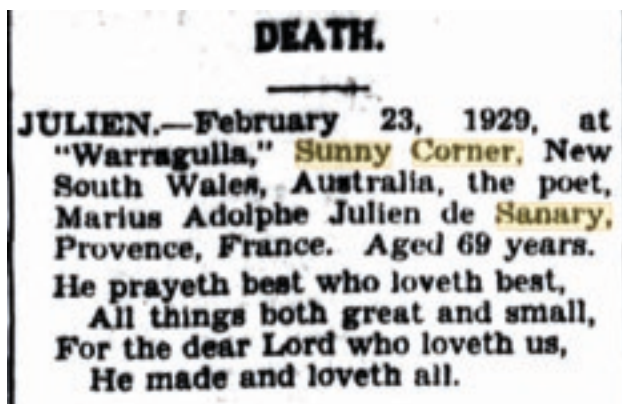 DEATH.
JULIEN.—February 23, 1929, at
"Warragulla," Sunny Corner, New
South Wales, Australia, the poet,
Marius Adolphe Julien de Sanary,
Provence, France. Aged 69 years.
He prayeth best who loveth best,
All things both great and small,
For the dear Lord who loveth us,
He made and loveth all.